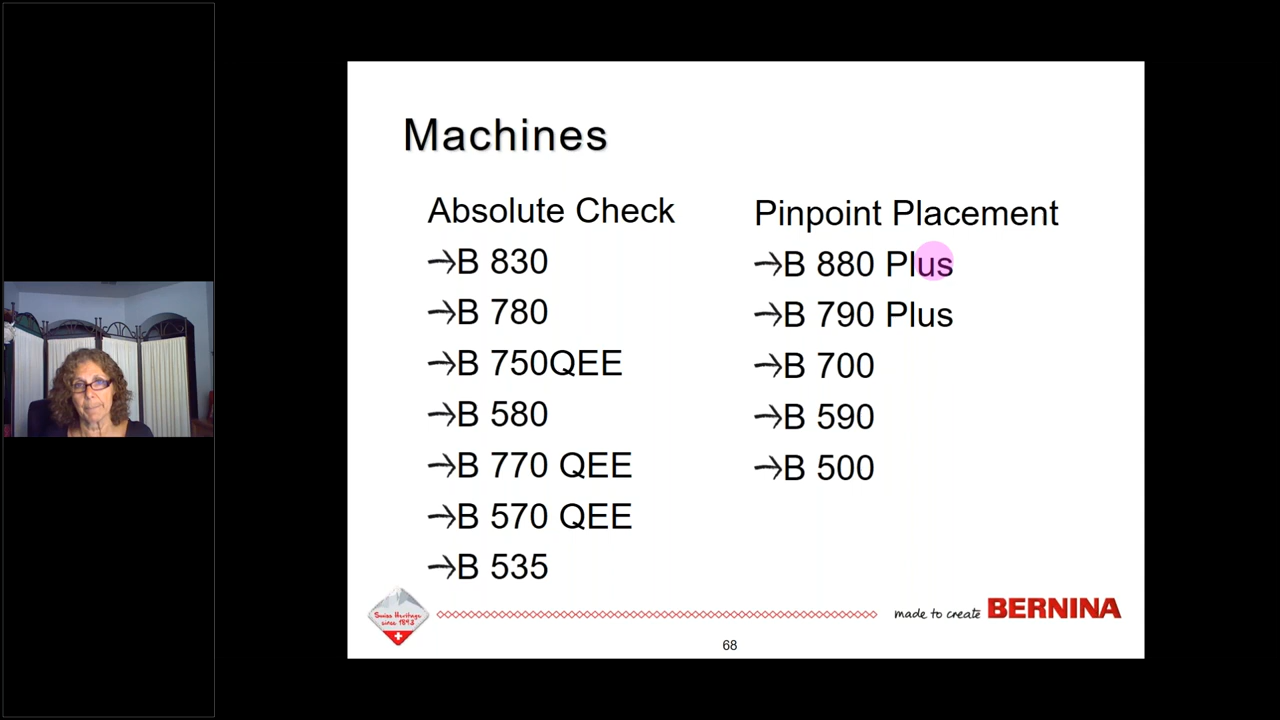 Machines
Absolute Check
B 830
B 780
B 750QEE
B 580
B 770 QEE
B 570 QEE
B 535
Pinpoint Placement
B 880 Plus
B 790 Plus
B 700
B 590
B 500
Swiss Heritage
since 1893
made to create BERNINA
68